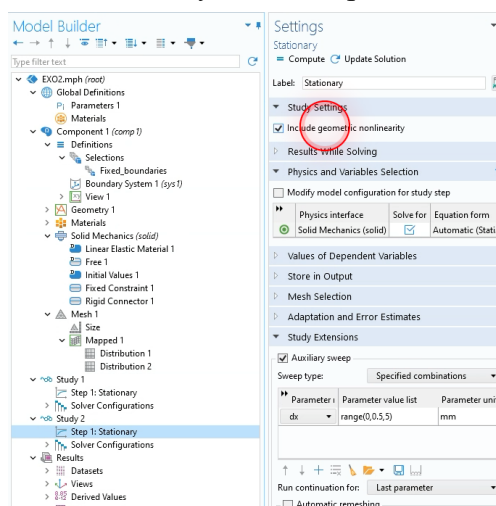 Model Builder
Type filter text
EXO2.mph (root)
Global Definitions
Pi Parameters 1
Materials
Component 1 (comp1)
Definitions
Selections
Fixed_boundaries
Boundary System 1 (sys1)
View 1
Geometry 1
Materials
Solid Mechanics (solid)
Linear Elastic Material 1
Free 1
Initial Values 1
Fixed Constraint 1
Rigid Connector 1
Mesh 1
Size
Mapped 1
Distribution 1
Distribution 2
Study 1
Step 1: Stationary
Solver Configurations
Study 2
Step 1: Stationary
Solver Configurations
Results
Datasets
Views
Derived Values
Settings
Stationary
= Compute Update Solution
Label: Stationary
Study Settings
Include geometric nonlinearity
Results While Solving
Physics and Variables Selection
Modify model configuration for study step
Physics interface Solve for Equation form
Solid Mechanics (solid) Automatic (Stati
Values of Dependent Variables
Store in Output
Mesh Selection
Adaptation and Error Estimates
Study Extensions
Auxiliary sweep
Sweep type: Specified combinations
Parameter Parameter value list Parameter uni
dx range(0,0.5,5) mm
Run continuation for: Last parameter
Automatic remeshing